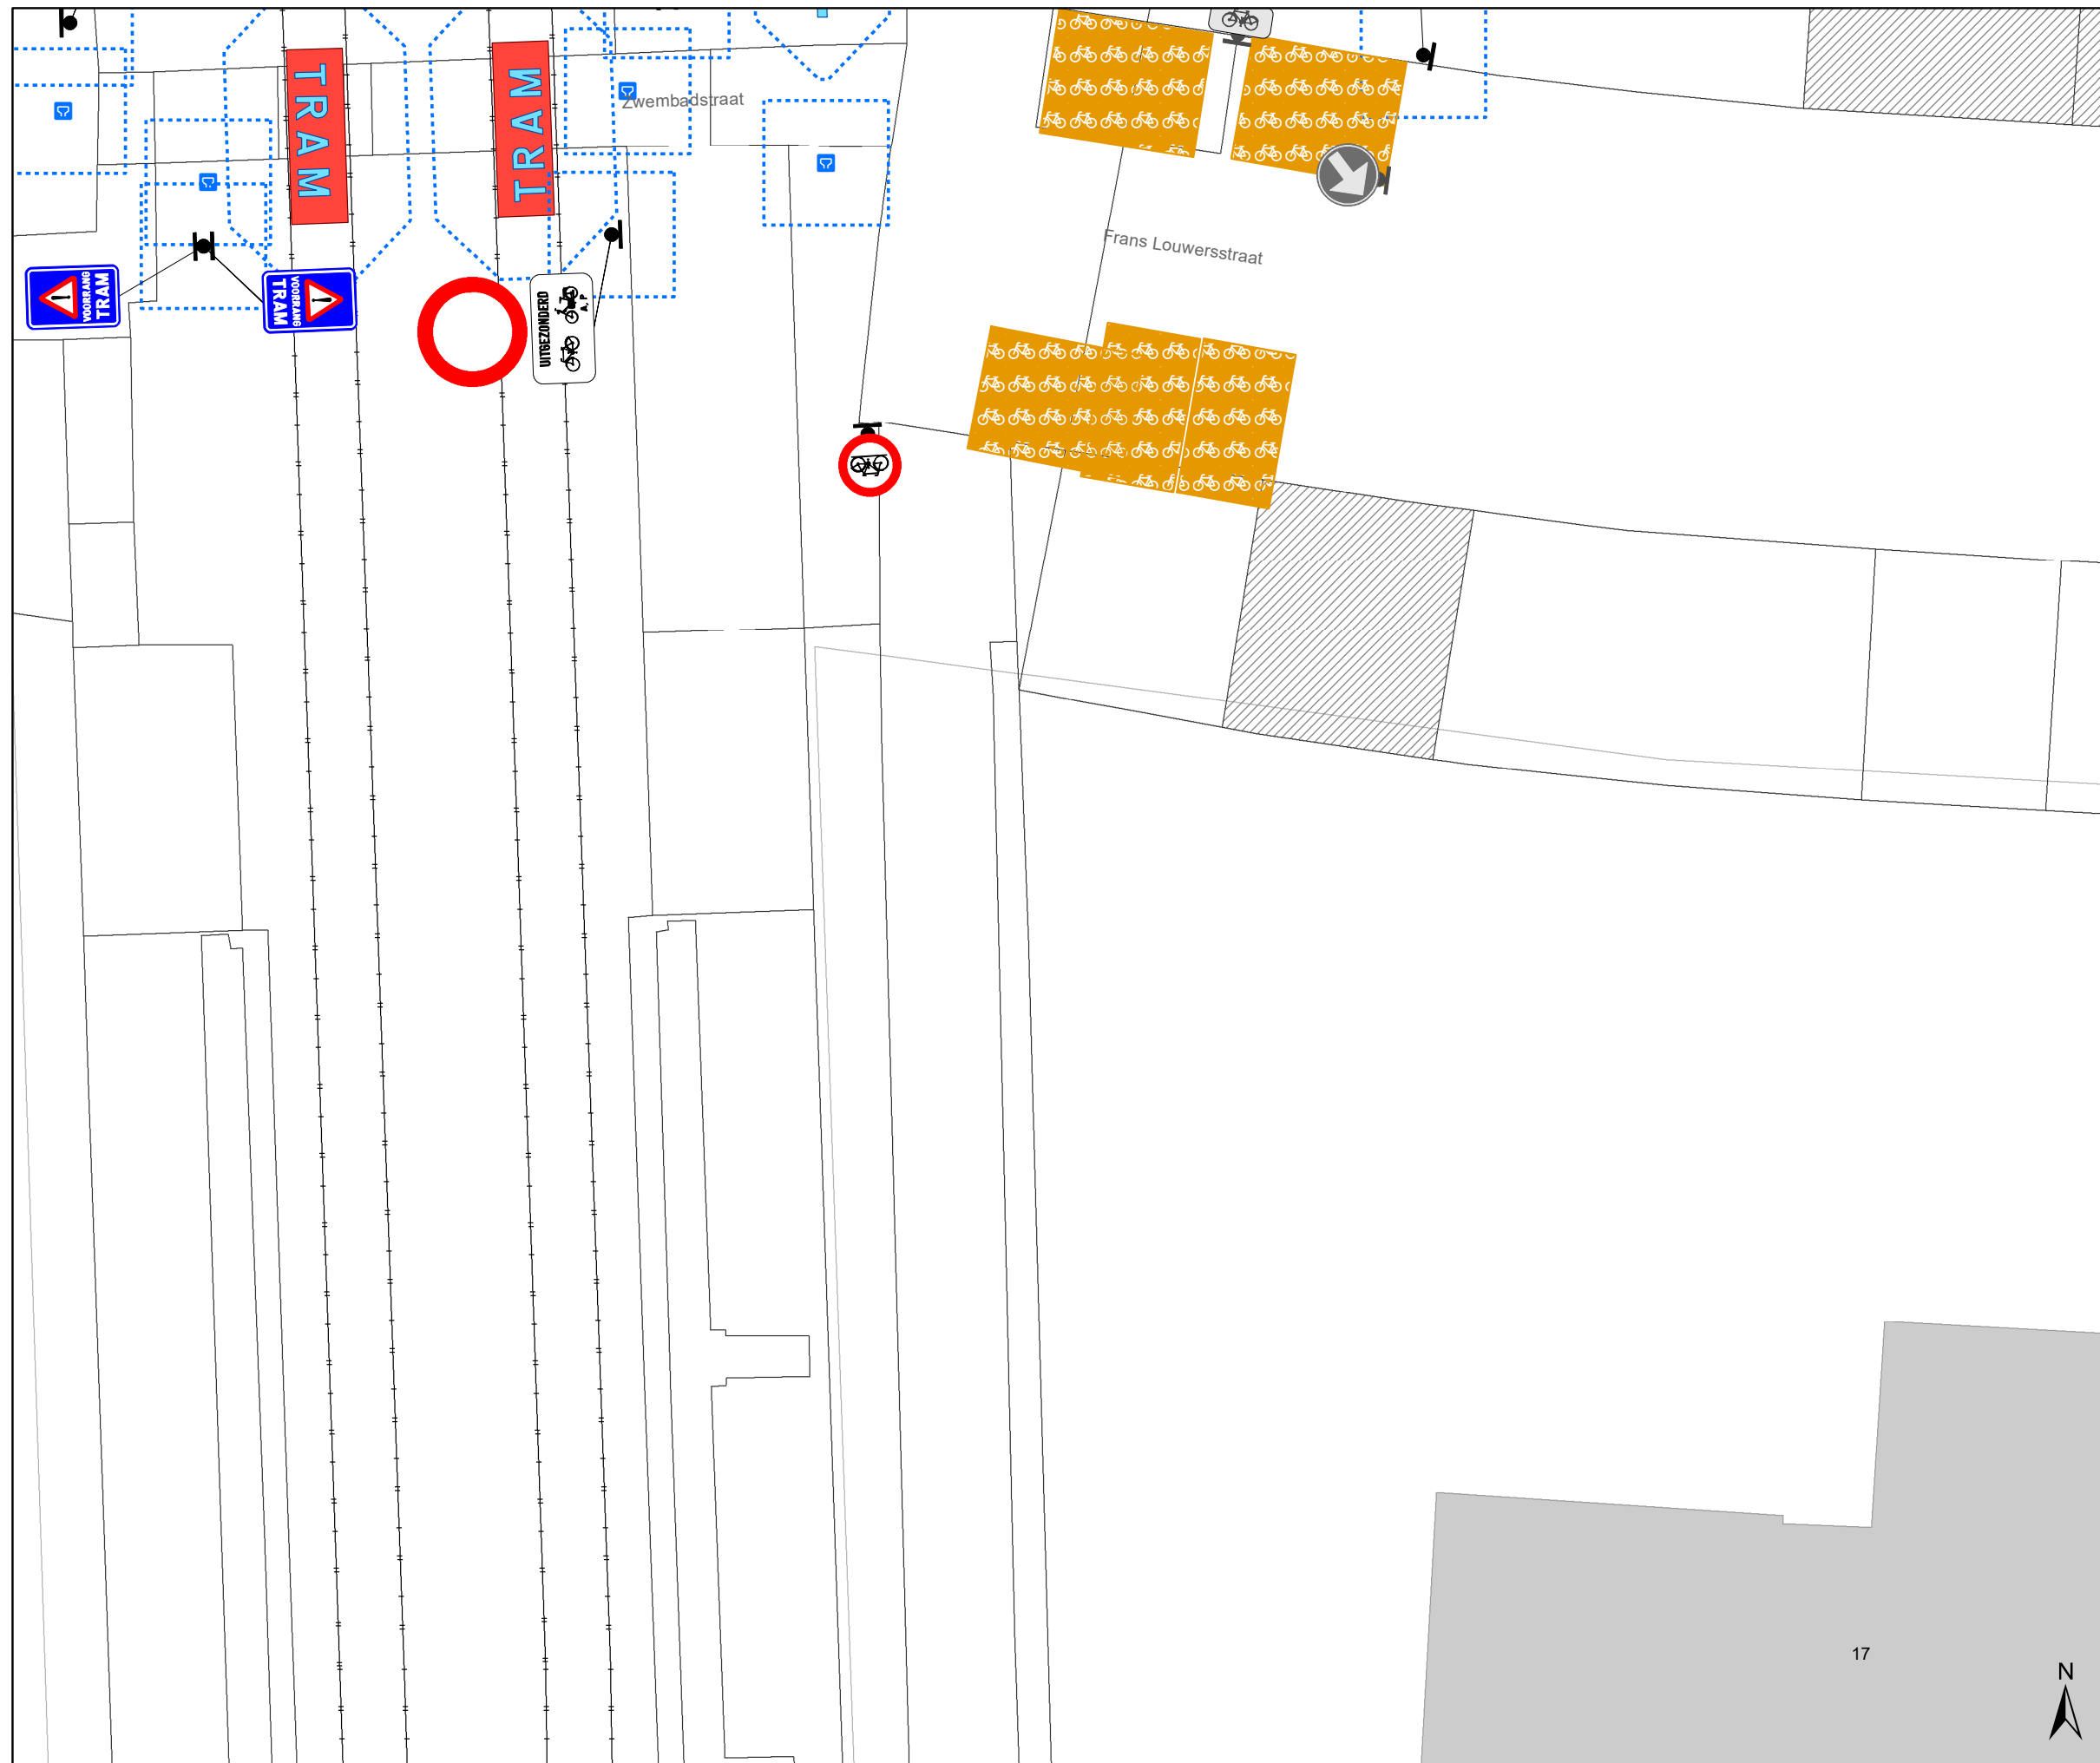 TRAM
TRAM
Zwembadstraat
Frans Louwersstraat
VOORRANG
TRAM
VOORRANG
TRAM
UITGEZONDERD
A, P
17
N